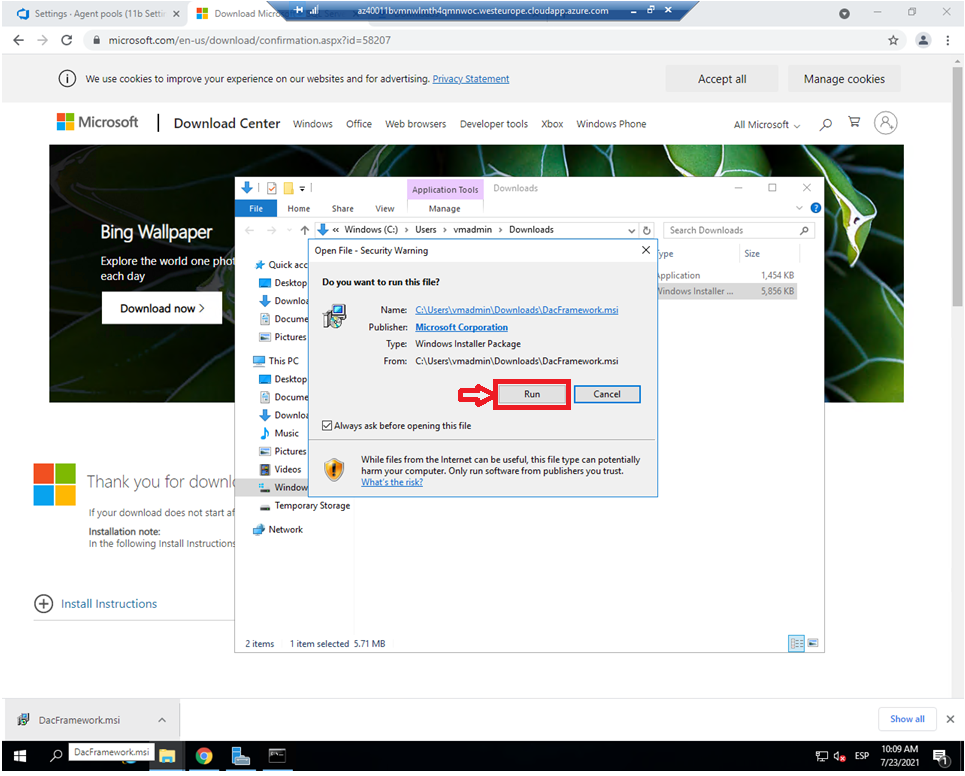 Settings - Agent pools (11b Setti
Download Micro
az40011bvmnwlmth4qmnwoc.westeurope.cloudapp.azure.com
microsoft.com/en-us/download/confirmation.aspx?id=58207
We use cookies to improve your experience on our websites and for advertising. Privacy Statement
Accept all
Manage cookies
Microsoft
Download Center
Windows
Office
Web browsers
Developer tools
Xbox
Windows Phone
All Microsoft
Bing Wallpaper
Explore the world one phot
each day
Download now
Application Tools
Downloads
File
Home
Share
View
Manage
« Windows (C:) > Users > vmadmin > Downloads
Search Downloads
Quick acc
Desktop
Downloa
Docume
Pictures
This PC
Desktop
Docume
Downloa
Music
Pictures
Videos
Window
Temporary Storage
Network
ype
Size
pplication
1,454 KB
Windows Installer ...
5,856 KB
Open File - Security Warning
Do you want to run this file?
Name: C:\Users\vmadmin\Downloads\DacFramework.msi
Publisher: Microsoft Corporation
Type: Windows Installer Package
From: C:\Users\vmadmin\Downloads\DacFramework.msi
Run
Cancel
Always ask before opening this file
While files from the Internet can be useful, this file type can potentially
harm your computer. Only run software from publishers you trust.
What's the risk?
2 items
1 item selected 5.71 MB
Thank you for downlo
If your download does not start af
Installation note:
In the following Install Instructions
Install Instructions
DacFramework.msi
Show all
DacFramework.msi
ESP
10:09 AM
7/23/2021
1